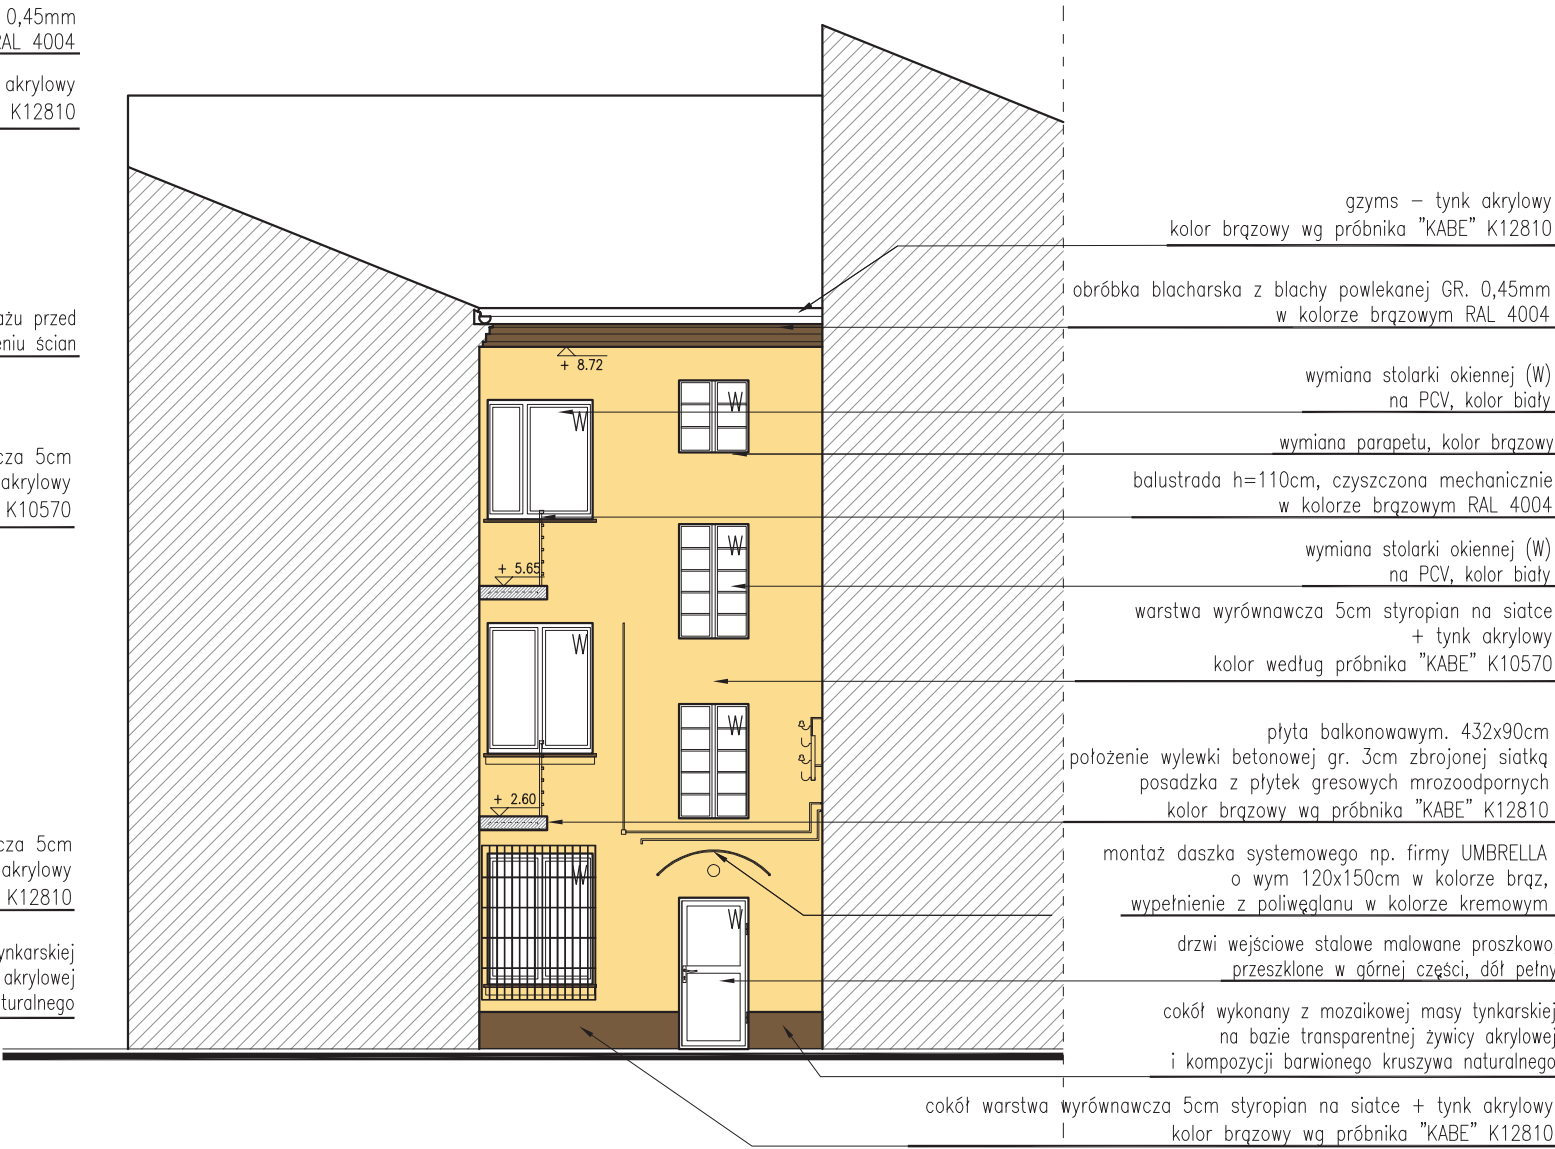 0,45mm
RAL 4004
akrylowy
K12810
przed
ścian
5cm
akrylowy
K10570
5cm
akrylowy
K12810
akrylowej
gzyms – tynk akrylowy
kolor brązowy wg próbnika "KABE" K12810
obróbka blacharska z blachy powlekanej GR. 0,45mm
w kolorze brązowym RAL 4004
wymiana stolarki okiennej (W)
na PCV, kolor biały
wymiana parapetu, kolor brązowy
balustrada h=110cm, czyszczona mechanicznie
w kolorze brązowym RAL 4004
wymiana stolarki okiennej (W)
na PCV, kolor biały
warstwa wyrównawcza 5cm styropian na siatce
+ tynk akrylowy
kolor według próbnika "KABE" K10570
płyta balkonowawym. 432x90cm
położenie wylewki betonowej gr. 3cm zbrojonej siatką
posadzka z płytek gresowych mrozoodpornych
kolor brązowy wg próbnika "KABE" K12810
montaż daszka systemowego np. firmy UMBRELLA
o wym 120x150cm w kolorze brąz,
wypełnienie z poliwęglanu w kolorze kremowym
drzwi wejściowe stalowe malowane proszkowo
przeszklone w górnej części, dół pełny
cokół wykonany z mozaikowej masy tynkarskiej
na bazie transparentnej żywicy akrylowej
i kompozycji barwionego kruszywa naturalnego
cokół warstwa wyrównawcza 5cm styropian na siatce + tynk akrylowy
kolor brązowy wg próbnika "KABE" K12810
+ 8.72
W
W
W
+ 5.65
W
W
+ 2.60
W
W